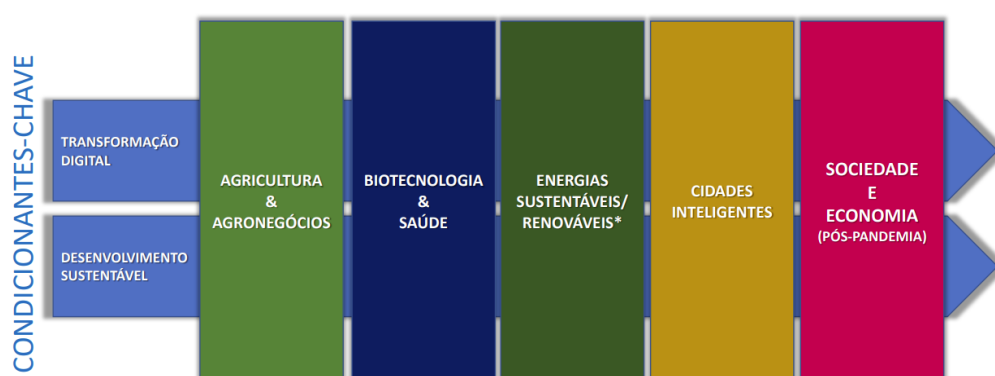 CONDICIONANTES-CHAVE
TRANSFORMAÇÃO
DIGITAL
DESENVOLVIMENTO
SUSTENTÁVEL
AGRICULTURA
&
AGRONEGÓCIOS
BIOTECNOLOGIA
&
SAÚDE
ENERGIAS
SUSTENTÁVEIS/
RENOVÁVEIS*
CIDADES
INTELIGENTES
SOCIEDADE
E
ECONOMIA
(PÓS-PANDEMIA)